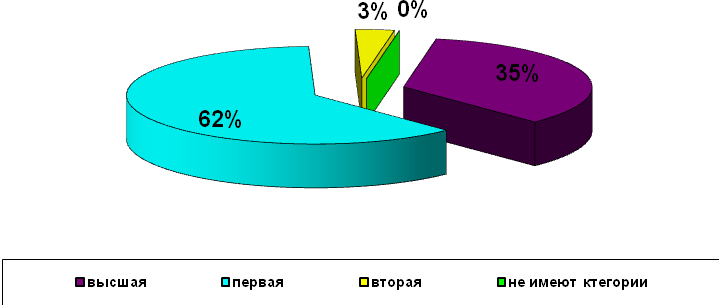 3% 0%
35%
62%
высшая первая вторая не имеют ктегории